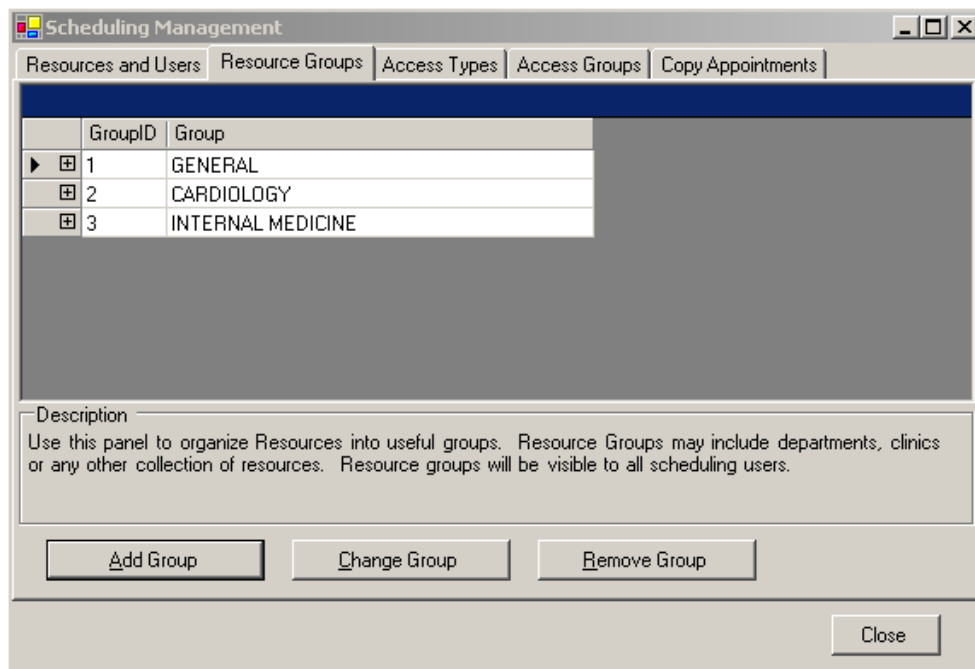 Scheduling Management
Resources and Users Resource Groups Access Types Access Groups Copy Appointments
GroupID Group
1 GENERAL
2 CARDIOLOGY
3 INTERNAL MEDICINE
Description
Use this panel to organize Resources into useful groups. Resource Groups may include departments, clinics
or any other collection of resources. Resource groups will be visible to all scheduling users.
Add Group Change Group Remove Group
Close